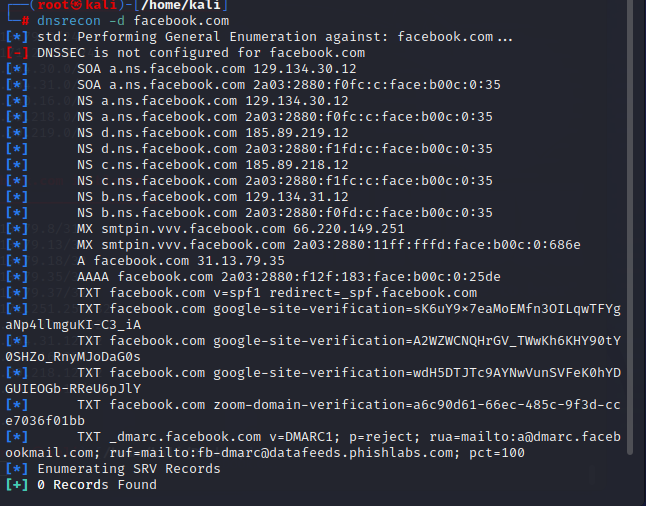 ┌──(root㉿kali)-[/home/kali]
└─# dnsrecon -d facebook.com
[*] std: Performing General Enumeration against: facebook.com...
[-] DNSSEC is not configured for facebook.com
[*] SOA a.ns.facebook.com 129.134.30.12
[*] SOA a.ns.facebook.com 2a03:2880:f0fc:c:face:b00c:0:35
[*] NS a.ns.facebook.com 129.134.30.12
[*] NS a.ns.facebook.com 2a03:2880:f0fc:c:face:b00c:0:35
[*] NS d.ns.facebook.com 185.89.219.12
[*] NS d.ns.facebook.com 2a03:2880:f1fd:c:face:b00c:0:35
[*] NS c.ns.facebook.com 185.89.218.12
[*] NS c.ns.facebook.com 2a03:2880:f1fc:c:face:b00c:0:35
[*] NS b.ns.facebook.com 129.134.31.12
[*] NS b.ns.facebook.com 2a03:2880:f0fd:c:face:b00c:0:35
[*] MX smtpin.vvv.facebook.com 66.220.149.251
[*] MX smtpin.vvv.facebook.com 2a03:2880:11ff:fffd:face:b00c:0:686e
[*] A facebook.com 31.13.79.35
[*] AAAA facebook.com 2a03:2880:f12f:183:face:b00c:0:25de
[*] TXT facebook.com v=spf1 redirect=_spf.facebook.com
[*] TXT facebook.com google-site-verification=sK6uY9×7eaMoEMfn3OILqwTFYg
aNp4llmguKI-C3_iA
[*] TXT facebook.com google-site-verification=A2WZWCNQHrGV_TWwKh6KHY90tY
0SHZo_RnyMJoDaG0s
[*] TXT facebook.com google-site-verification=wdH5DTJTc9AYNwVunSVFeK0hYD
GUIEOGb-RReU6pJlY
[*] TXT facebook.com zoom-domain-verification=a6c90d61-66ec-485c-9f3d-cc
e7036f01bb
[*] TXT _dmarc.facebook.com v=DMARC1; p=reject; rua=mailto:a@dmarc.faceb
ookmail.com; ruf=mailto:fb-dmarc@datafeeds.phishlabs.com; pct=100
[*] Enumerating SRV Records
[+] 0 Records Found